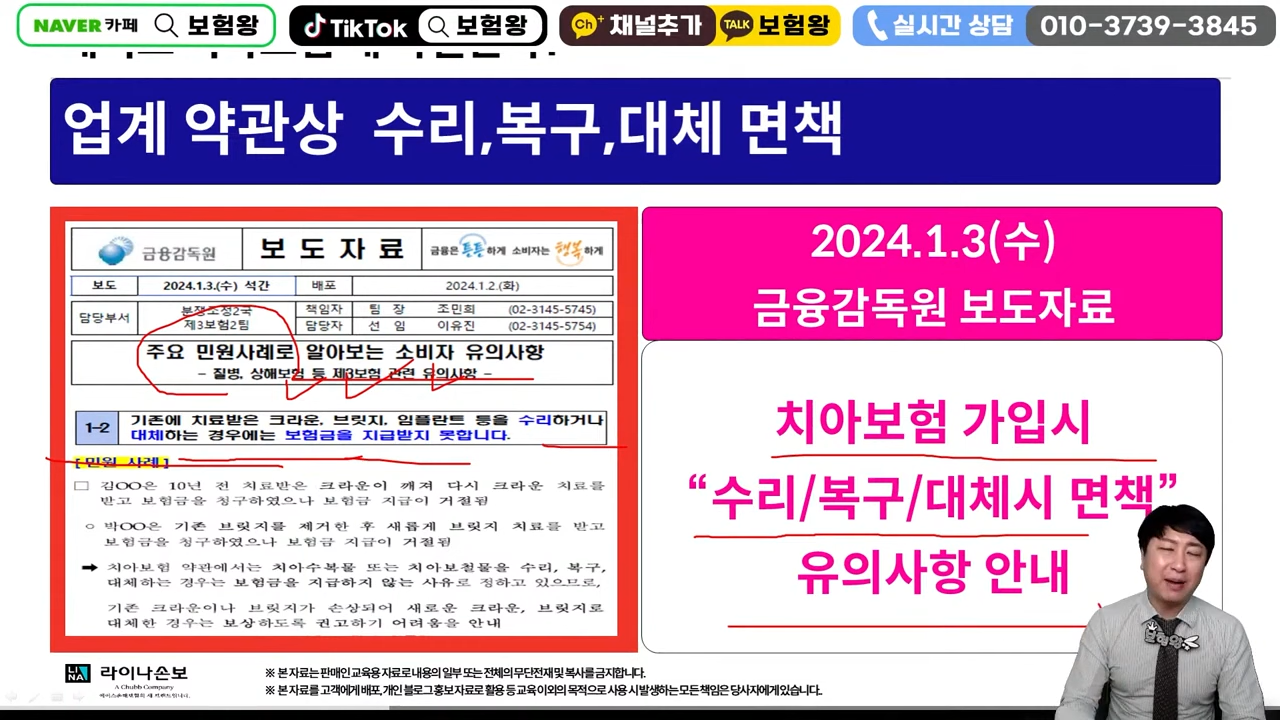 NAVER 카페 보험왕
TikTok 보험왕
Ch+ 채널추가 TALK 보험왕
실시간 상담 010-3739-3845
업계 약관상 수리,복구,대체 면책
금융감독원
보 도 자 료
금융은 튼튼하게 소비자는 행복하게
보도 2024.1.3.(수) 석간 배포 2024.1.2.(화)
담당부서
분쟁조정2국
제3보험2팀
책임자 팀 장 조민희 (02-3145-5745)
담당자 선 임 이유진 (02-3145-5754)
주요 민원사례로 알아보는 소비자 유의사항
- 질병, 상해보험 등 제3보험 관련 유의사항 -
1-2
기존에 치료받은 크라운, 브릿지, 임플란트 등을 수리하거나
대체하는 경우에는 보험금을 지급받지 못합니다.
[ 민원 사례 ]
□ 김OO은 10년 전 치료받은 크라운이 깨져 다시 크라운 치료를
받고 보험금을 청구하였으나 보험금 지급이 거절됨
○ 박OO은 기존 브릿지를 제거한 후 새롭게 브릿지 치료를 받고
보험금을 청구하였으나 보험금 지급이 거절됨
➡ 치아보험 약관에서는 치아수복물 또는 치아보철물을 수리, 복구,
대체하는 경우는 보험금을 지급하지 않는 사유로 정하고 있으므로,
기존 크라운이나 브릿지가 손상되어 새로운 크라운, 브릿지로
대체한 경우는 보상하도록 권고하기 어려움을 안내
2024.1.3(수)
금융감독원 보도자료
치아보험 가입시
“수리/복구/대체시 면책”
유의사항 안내
보험왕
LINA 라이나손보
A Chubb Company
※ 본 자료는 판매인 교육용 자료로 내용의 일부 또는 전체의 무단전재 및 복사를 금지합니다.
※ 본 자료를 고객에게 배포, 개인 블로그 홍보자료로 활용 등 교육 이외의 목적으로 사용 시 발생하는 모든 책임은 당사자에게 있습니다.